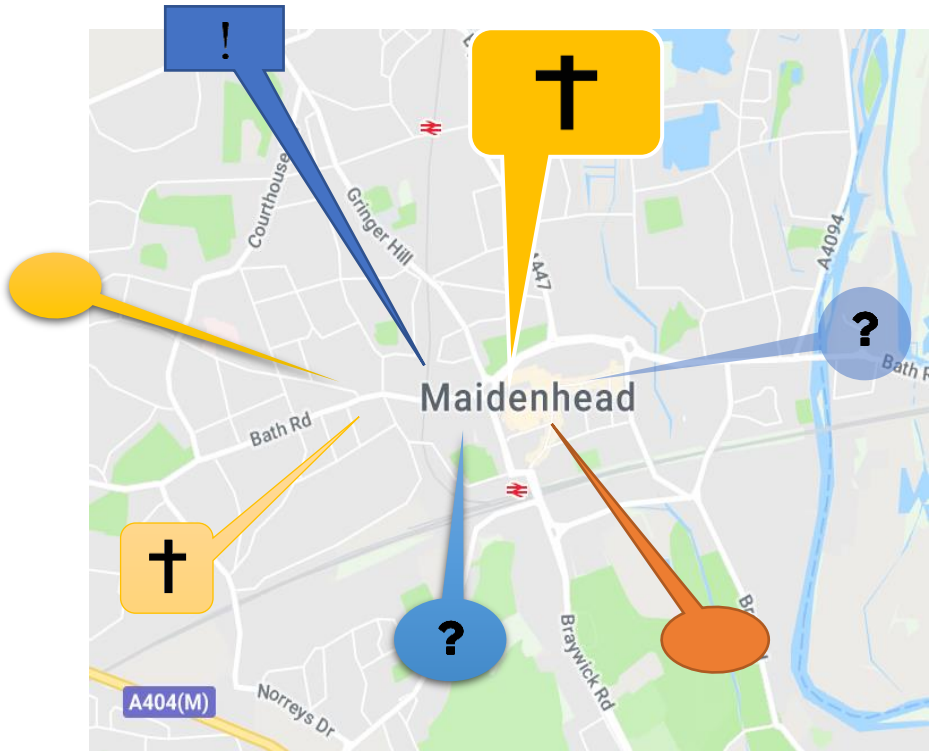 !
†
Courthouse
Gringer Hill
A4094
?
Bath R
Maidenhead
Bath Rd
†
?
A404(M)
Norreys Dr
Braywick Rd